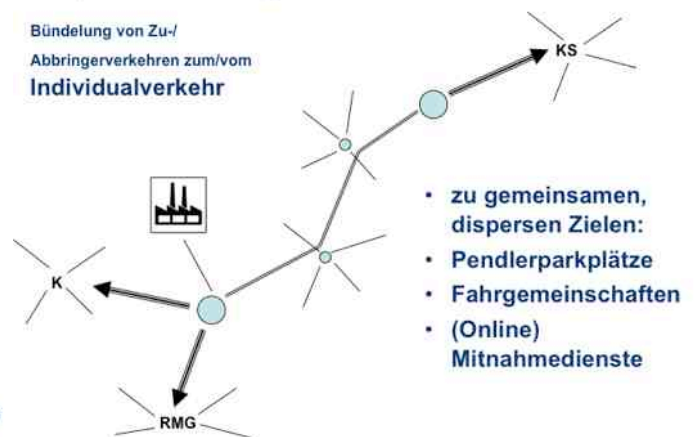 Bündelung von Zu-/
Abbringerverkehren zum/vom
Individualverkehr
KS
• zu gemeinsamen,
dispersen Zielen:
• Pendlerparkplätze
• Fahrgemeinschaften
• (Online)
Mitnahmedienste
K
RMG